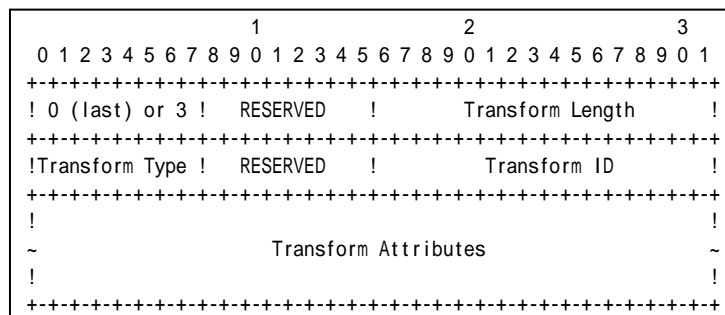 1                   2                   3
 0 1 2 3 4 5 6 7 8 9 0 1 2 3 4 5 6 7 8 9 0 1 2 3 4 5 6 7 8 9 0 1
+-+-+-+-+-+-+-+-+-+-+-+-+-+-+-+-+-+-+-+-+-+-+-+-+-+-+-+-+-+-+-+-+
! 0 (last) or 3 !   RESERVED    !        Transform Length       !
+-+-+-+-+-+-+-+-+-+-+-+-+-+-+-+-+-+-+-+-+-+-+-+-+-+-+-+-+-+-+-+-+
!Transform Type !   RESERVED    !          Transform ID         !
+-+-+-+-+-+-+-+-+-+-+-+-+-+-+-+-+-+-+-+-+-+-+-+-+-+-+-+-+-+-+-+-+
!                                                               !
~                      Transform Attributes                     ~
!                                                               !
+-+-+-+-+-+-+-+-+-+-+-+-+-+-+-+-+-+-+-+-+-+-+-+-+-+-+-+-+-+-+-+-+